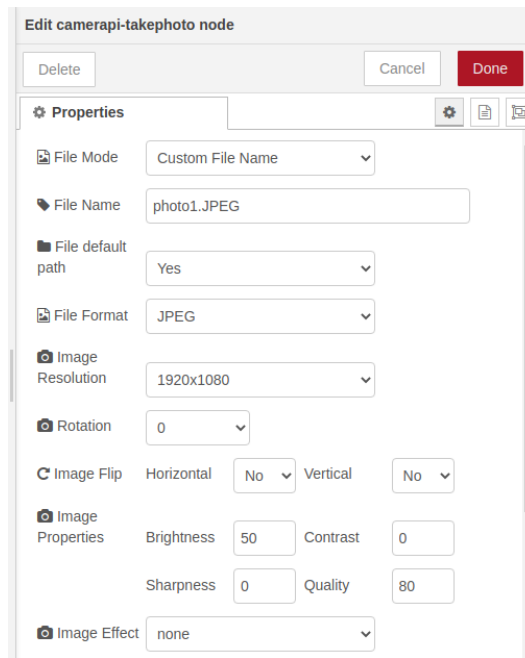 Edit camerapi-takephoto node
Delete Cancel Done
Properties
File Mode Custom File Name
File Name photo1.JPEG
File default
path Yes
File Format JPEG
Image
Resolution 1920x1080
Rotation 0
Image Flip Horizontal No Vertical No
Image
Properties Brightness 50 Contrast 0
Sharpness 0 Quality 80
Image Effect none